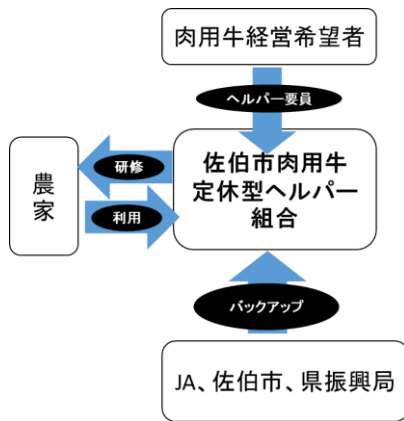 肉用牛経営希望者
ヘルパー要員
佐伯市肉用牛
定休型ヘルパー
組合
研修
利用
農
家
バックアップ
JA、佐伯市、県振興局